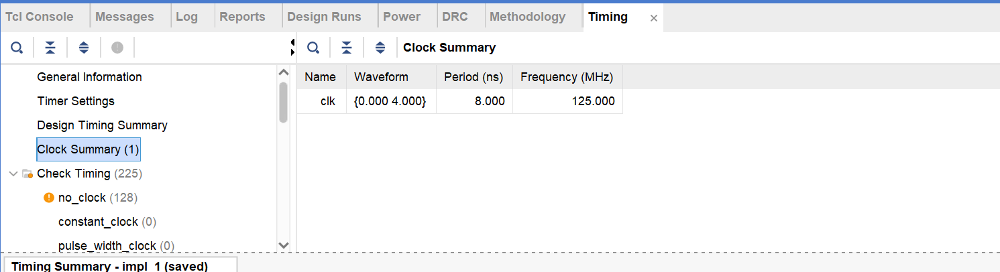 Tcl Console Messages Log Reports Design Runs Power DRC Methodology Timing
Clock Summary
General Information
Timer Settings
Design Timing Summary
Clock Summary (1)
Check Timing (225)
no_clock (128)
constant_clock (0)
pulse_width_clock (0)
Name Waveform Period (ns) Frequency (MHz)
clk {0.000 4.000} 8.000 125.000
Timing Summary - impl_1 (saved)